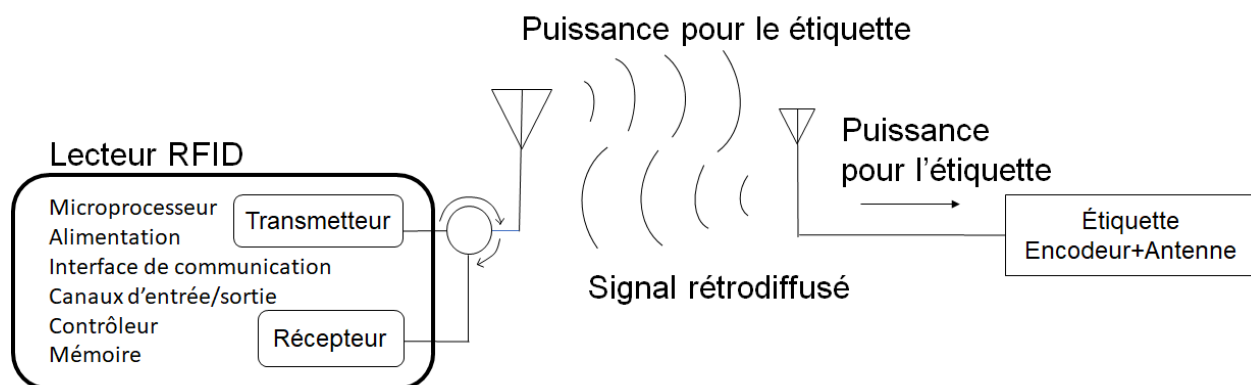 Puissance pour le étiquette
Lecteur RFID
Microprocesseur
Alimentation
Interface de communication
Canaux d'entrée/sortie
Contrôleur
Mémoire
Transmetteur
Récepteur
Signal rétrodiffusé
Puissance
pour l'étiquette
Étiquette
Encodeur+Antenne